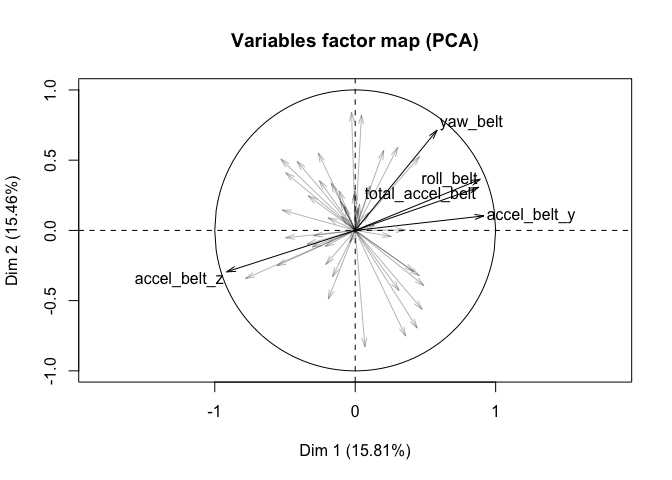 Variables factor map (PCA)
1.0
0.5
0.0
-0.5
-1.0
Dim 2 (15.46%)
yaw_belt
roll_belt
total_accel_belt
accel_belt_y
accel_belt_z
-1
0
1
Dim 1 (15.81%)